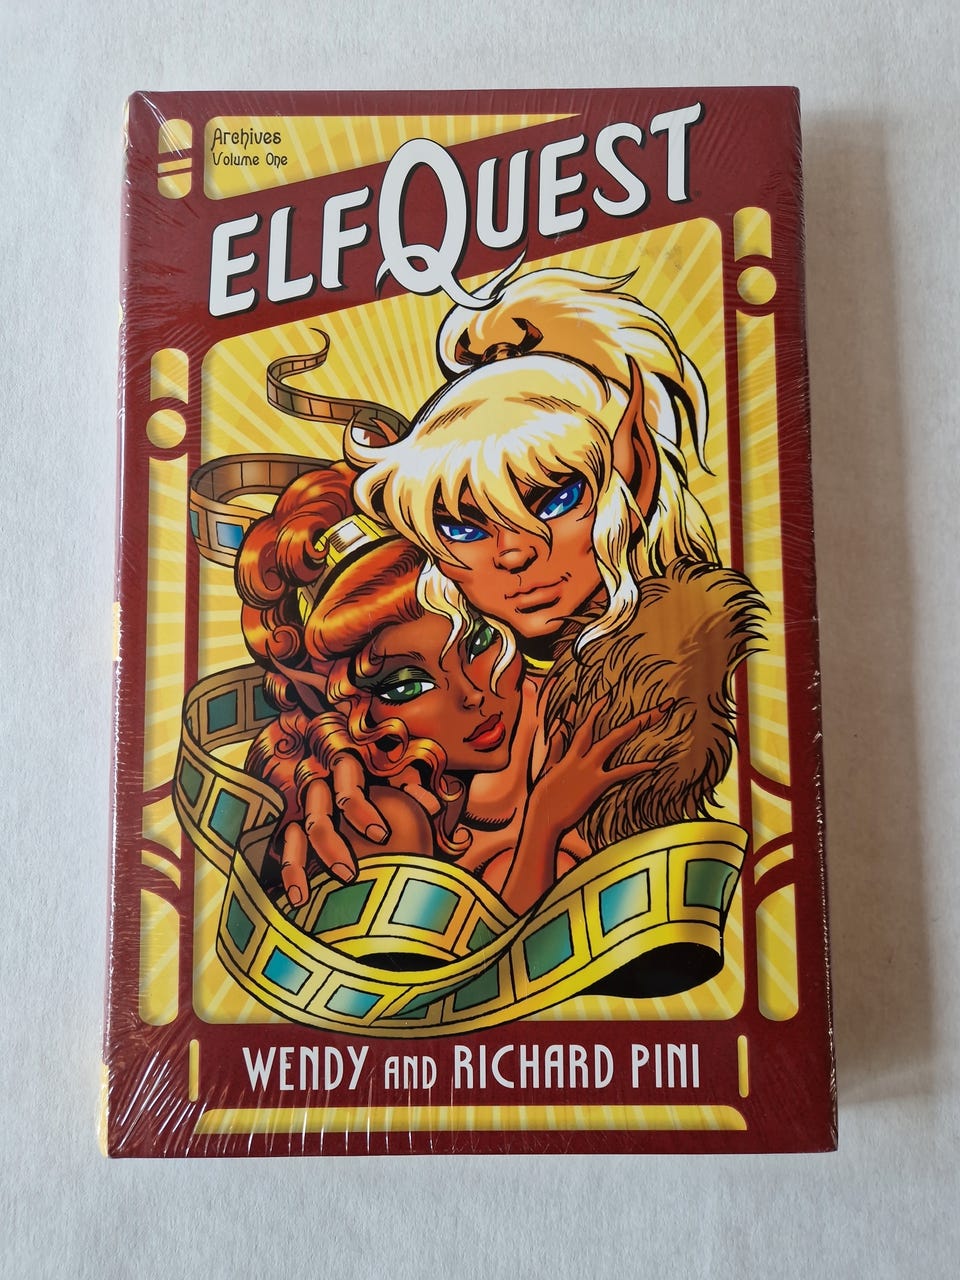 Archives
Volume One
ELFQUEST
WENDY AND RICHARD PINI